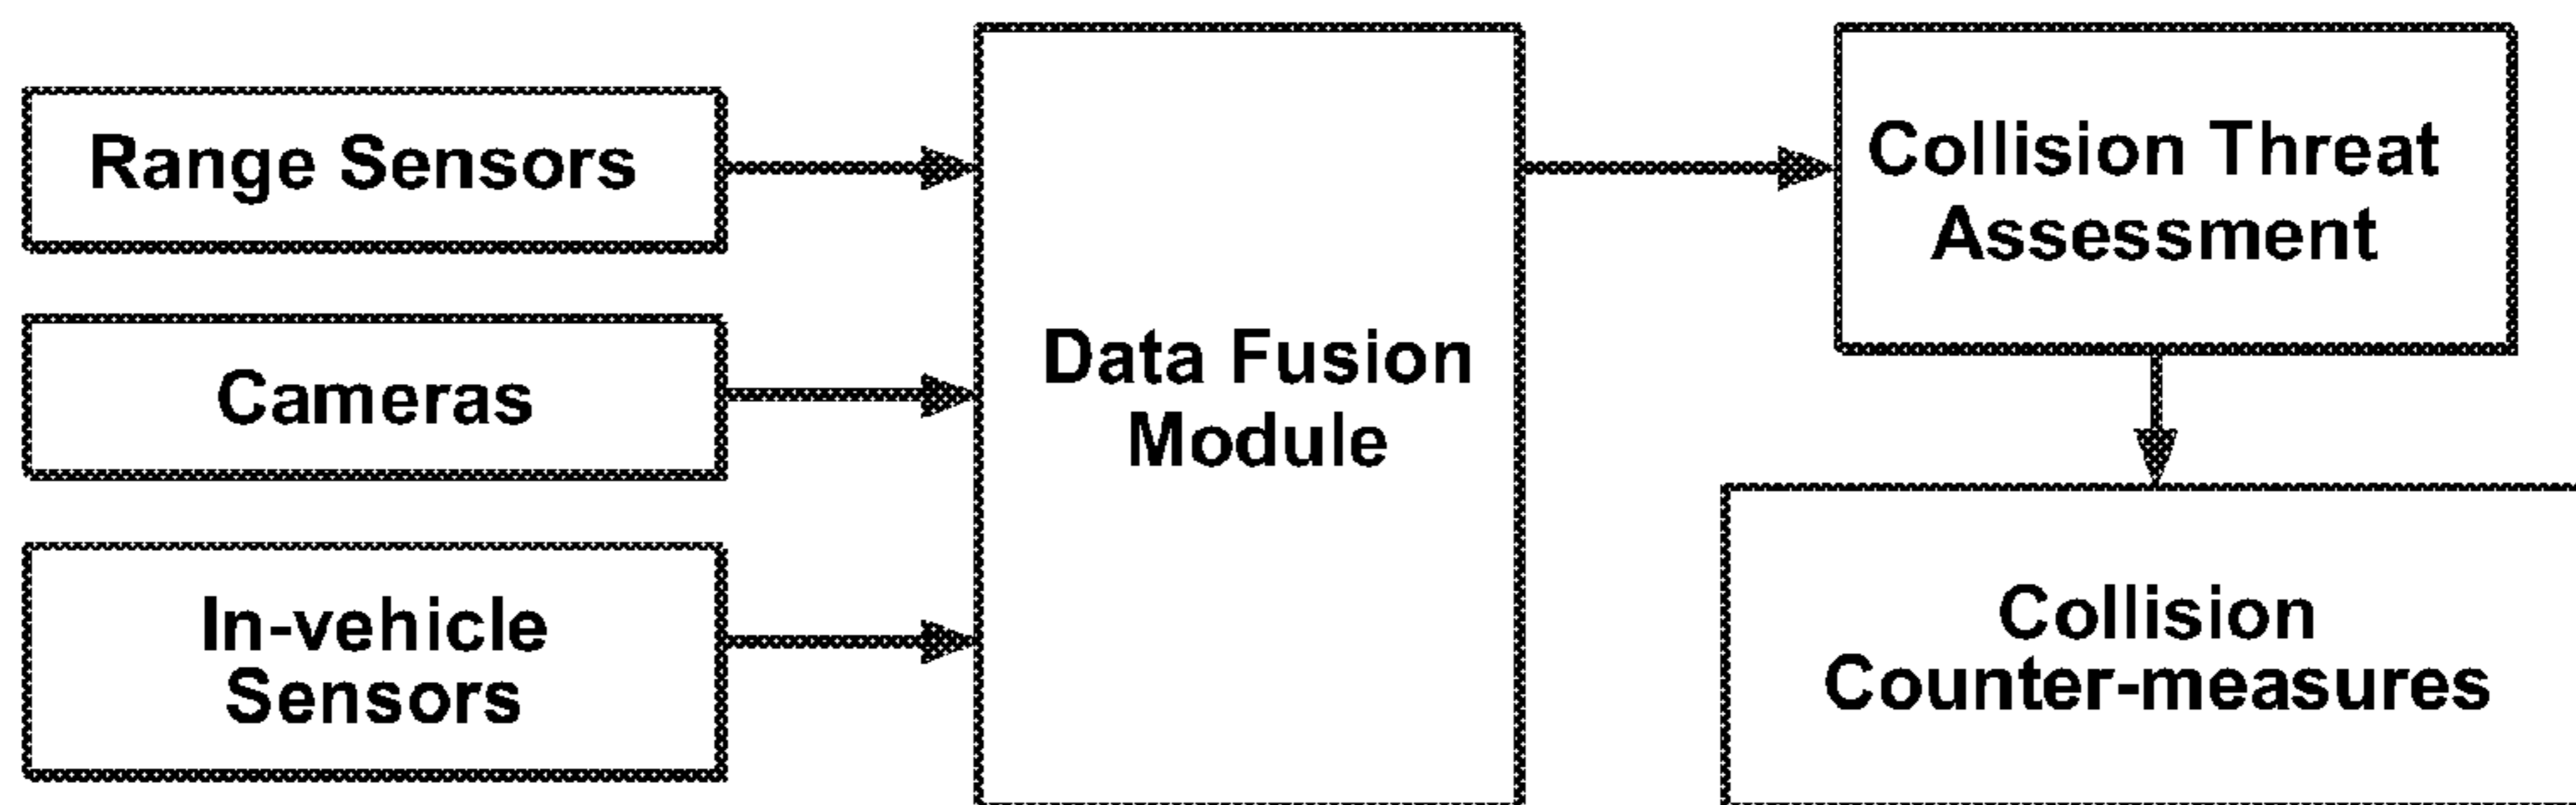 Range Sensors
Cameras
In-vehicle
Sensors
Data Fusion
Module
Collision Threat
Assessment
Collision
Counter-measures